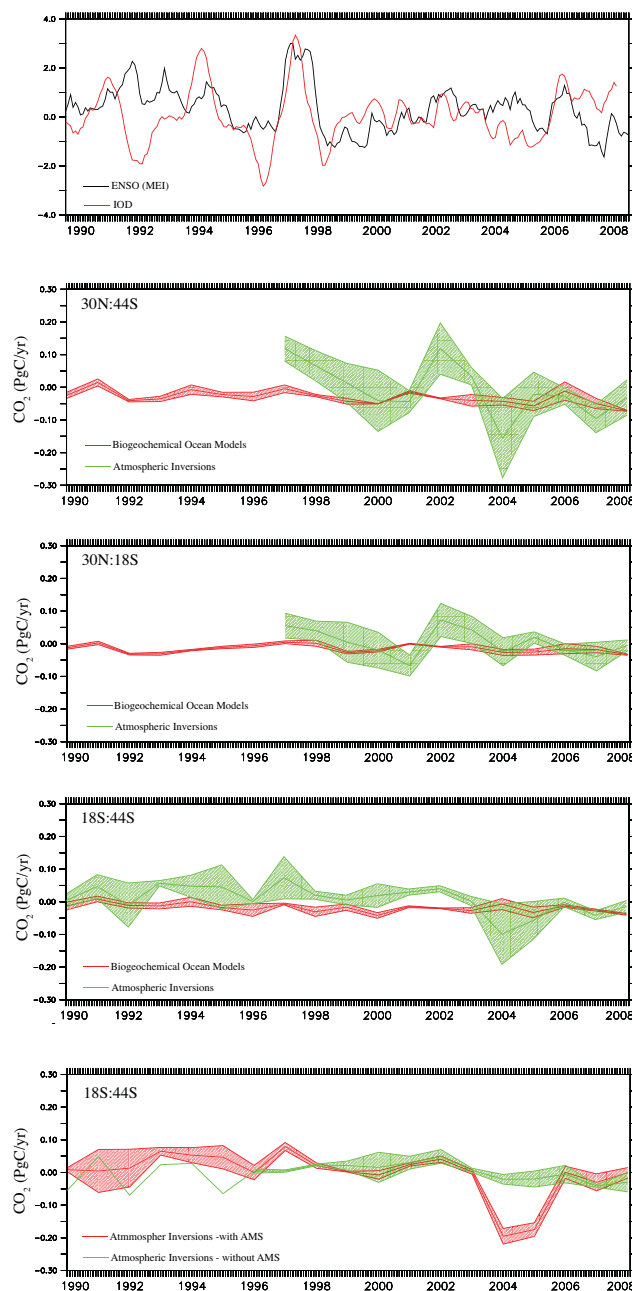 4.0
2.0
0.0
−2.0
−4.0
ENSO (MEI)
IOD
1990 1992 1994 1996 1998 2000 2002 2004 2006 2008
30N:44S
CO2 (PgC/yr)
0.30
0.20
0.10
0.00
−0.10
−0.20
−0.30
Biogeochemical Ocean Models
Atmospheric Inversions
1990 1992 1994 1996 1998 2000 2002 2004 2006 2008
30N:18S
CO2 (PgC/yr)
0.30
0.20
0.10
0.00
−0.10
−0.20
−0.30
Biogeochemical Ocean Models
Atmospheric Inversions
1990 1992 1994 1996 1998 2000 2002 2004 2006 2008
18S:44S
CO2 (PgC/yr)
0.30
0.20
0.10
0.00
−0.10
−0.20
−0.30
Biogeochemical Ocean Models
Atmospheric Inversions
1990 1992 1994 1996 1998 2000 2002 2004 2006 2008
18S:44S
CO2 (PgC/yr)
0.30
0.20
0.10
0.00
−0.10
−0.20
−0.30
Atmmospher Inversions -with AMS
Atmospheric Inversions - without AMS
1990 1992 1994 1996 1998 2000 2002 2004 2006 2008